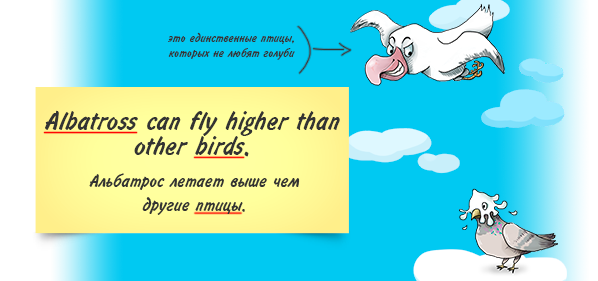 это единственные птицы,
которых не любят голуби
Albatross can fly higher than
other birds.
Альбатрос летает выше чем
другие птицы.